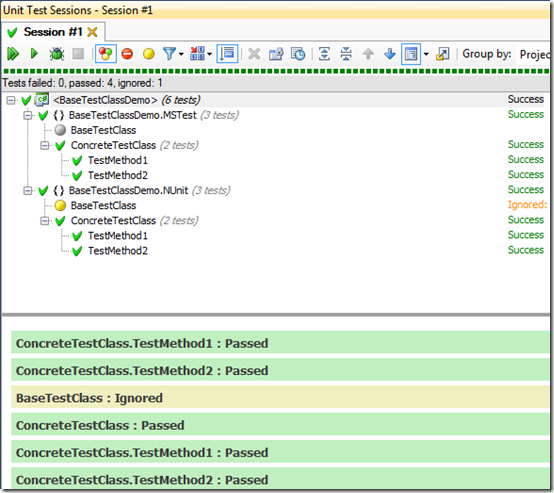 Unit Test Sessions - Session #1
Session #1
Group by: Projec
Tests failed: 0, passed: 4, ignored: 1
<BaseTestClassDemo> (6 tests) Success
{ } BaseTestClassDemo.MSTest (3 tests) Success
BaseTestClass
ConcreteTestClass (2 tests) Success
TestMethod1 Success
TestMethod2 Success
{ } BaseTestClassDemo.NUnit (3 tests) Success
BaseTestClass Ignored:
ConcreteTestClass (2 tests) Success
TestMethod1 Success
TestMethod2 Success
ConcreteTestClass.TestMethod1 : Passed
ConcreteTestClass.TestMethod2 : Passed
BaseTestClass : Ignored
ConcreteTestClass : Passed
ConcreteTestClass.TestMethod1 : Passed
ConcreteTestClass.TestMethod2 : Passed